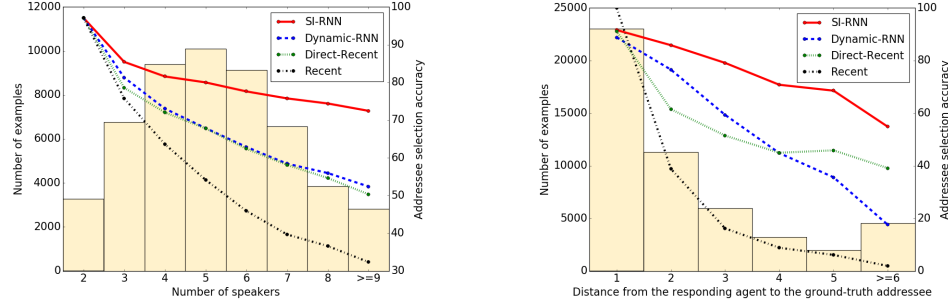 12000
10000
8000
6000
4000
2000
0
Number of examples
2 3 4 5 6 7 8 >=9
Number of speakers
100
90
80
70
60
50
40
30
Addressee selection accuracy
SI-RNN
Dynamic-RNN
Direct-Recent
Recent
25000
20000
15000
10000
5000
0
Number of examples
1 2 3 4 5 >=6
Distance from the responding agent to the ground-truth addressee
100
80
60
40
20
0
Addressee selection accuracy
SI-RNN
Dynamic-RNN
Direct-Recent
Recent